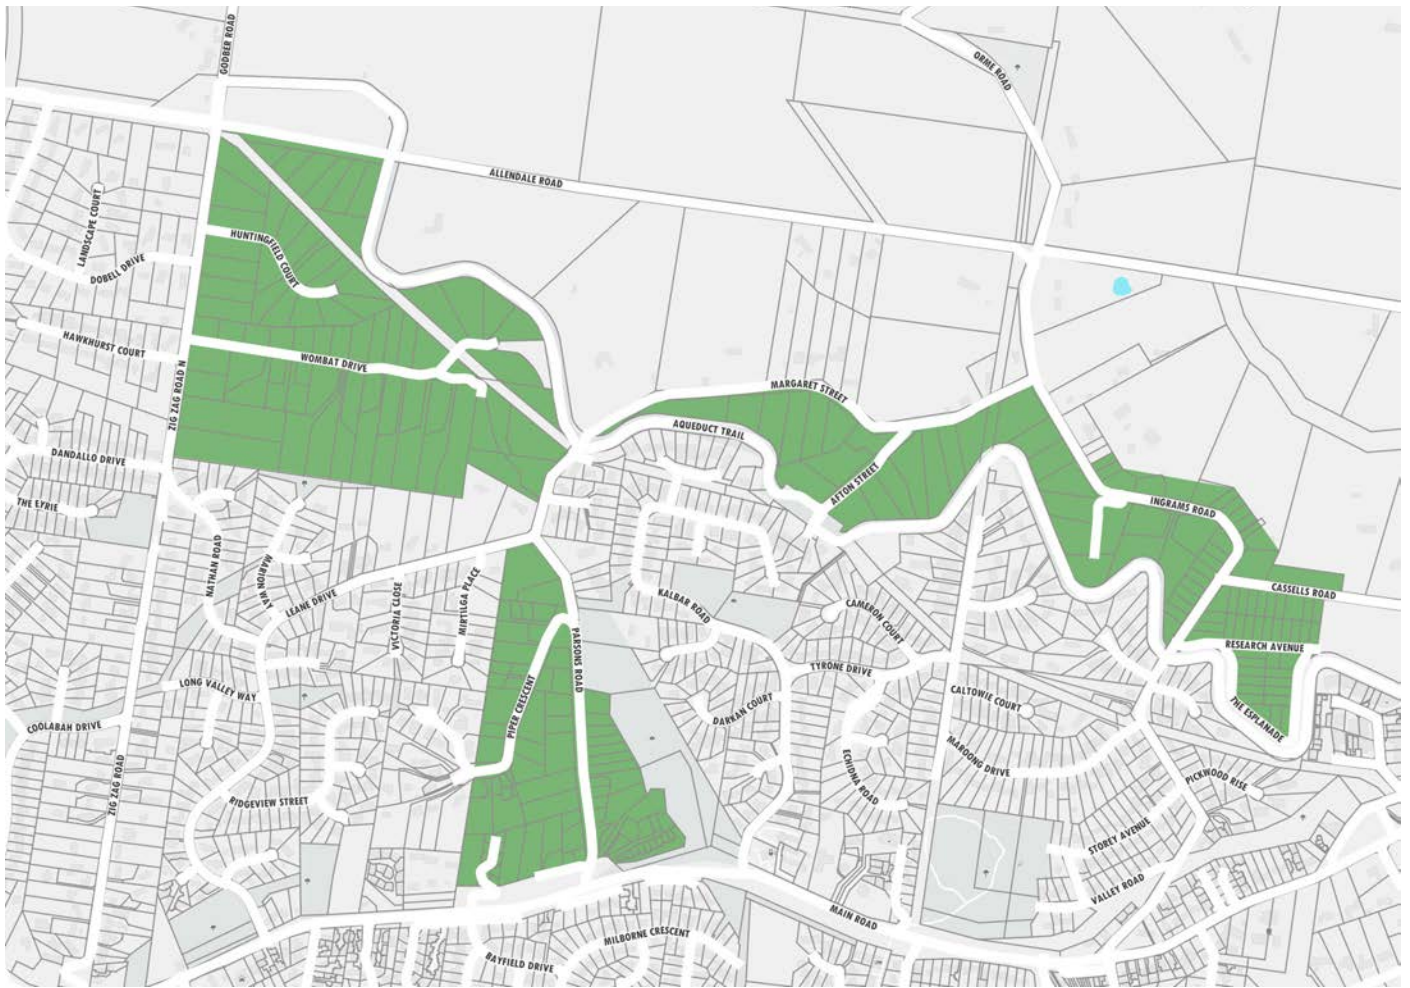 GODBER ROAD
ORME ROAD
ALLENDALE ROAD
LANDSCAPE COURT
DOBELL DRIVE
HUNTINGFIELD COURT
HAWKHURST COURT
WOMBAT DRIVE
ZIG ZAG ROAD N
MARGARET STREET
AQUEDUCT TRAIL
DANDALLO DRIVE
AFTON STREET
THE EYRIE
INGRAMS ROAD
NATHAN ROAD
MARION WAY
LEANE DRIVE
VICTORIA CLOSE
MIRTILGA PLACE
KALBAR ROAD
CAMERON COURT
CASSELLS ROAD
PARSONS ROAD
RESEARCH AVENUE
TYRONE DRIVE
LONG VALLEY WAY
PIPER CRESCENT
DARKAN COURT
CALTOWIE COURT
THE ESPLANADE
COOLABAH DRIVE
MAROONG DRIVE
ECHIDNA ROAD
PICKWOOD RISE
ZIG ZAG ROAD
RIDGEVIEW STREET
STOREY AVENUE
VALLEY ROAD
MAIN ROAD
MILBORNE CRESCENT
BAYFIELD DRIVE